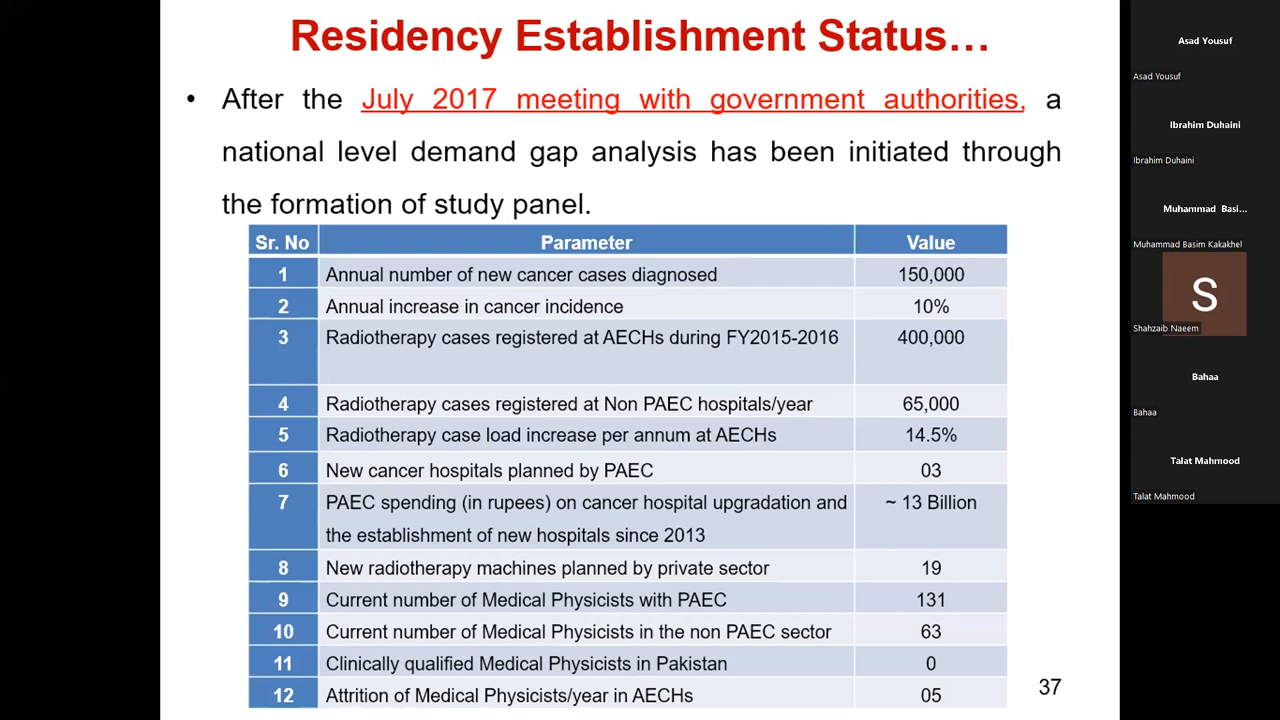 Residency Establishment Status…
• After the July 2017 meeting with government authorities, a
national level demand gap analysis has been initiated through
the formation of study panel.
Sr. No Parameter Value
1 Annual number of new cancer cases diagnosed 150,000
2 Annual increase in cancer incidence 10%
3 Radiotherapy cases registered at AECHs during FY2015-2016 400,000
4 Radiotherapy cases registered at Non PAEC hospitals/year 65,000
5 Radiotherapy case load increase per annum at AECHs 14.5%
6 New cancer hospitals planned by PAEC 03
7 PAEC spending (in rupees) on cancer hospital upgradation and ~ 13 Billion
the establishment of new hospitals since 2013
8 New radiotherapy machines planned by private sector 19
9 Current number of Medical Physicists with PAEC 131
10 Current number of Medical Physicists in the non PAEC sector 63
11 Clinically qualified Medical Physicists in Pakistan 0
12 Attrition of Medical Physicists/year in AECHs 05
37
Asad Yousuf
Asad Yousuf
Ibrahim Duhaini
Ibrahim Duhaini
Muhammad Basi...
Muhammad Basim Kakakhel
S
Shahzaib Naeem
Bahaa
Bahaa
Talat Mahmood
Talat Mahmood